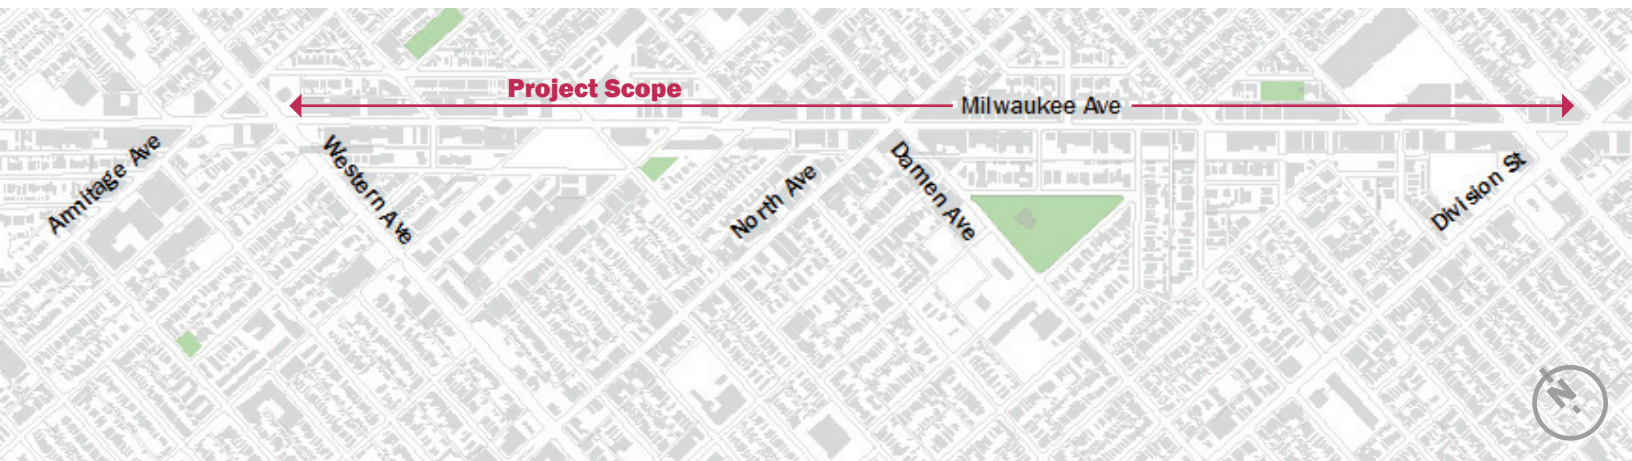 Project Scope
Milwaukee Ave
Armitage Ave
Western Ave
North Ave
Damen Ave
Division St
N